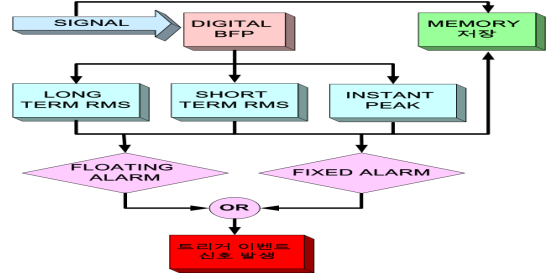 SIGNAL
DIGITAL
BFP
MEMORY
저장
LONG
TERM RMS
SHORT
TERM RMS
INSTANT
PEAK
FLOATING
ALARM
FIXED ALARM
OR
트리거 이벤트
신호 발생